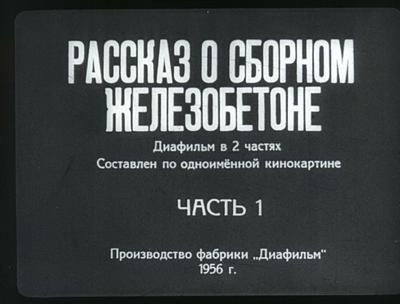 РАССКАЗ О СБОРНОМ
ЖЕЛЕЗОБЕТОНЕ
Диафильм в 2 частях
Составлен по одноимённой кинокартине
ЧАСТЬ 1
Производство фабрики „Диафильм“
1956 г.